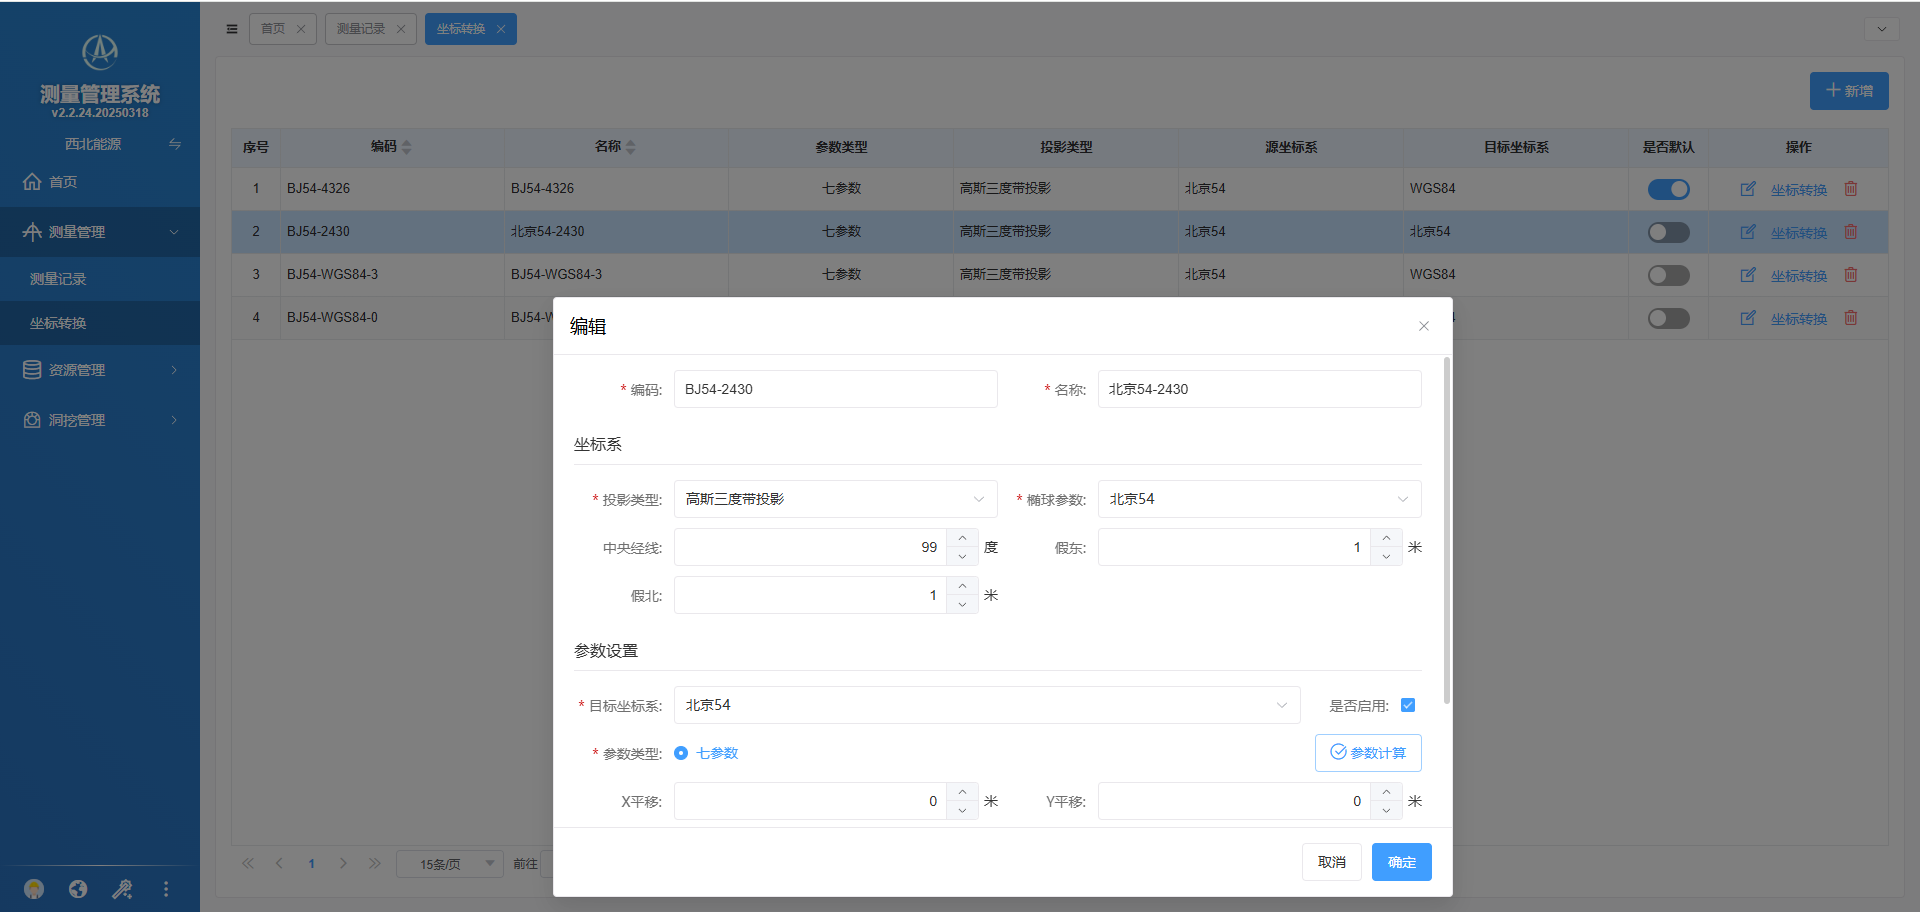 测量管理系统
v2.2.24.20250318
西北能源
首页
测量管理
测量记录
坐标转换
资源管理
洞挖管理
首页 测量记录 坐标转换
新增
序号 编码 名称 参数类型 投影类型 源坐标系 目标坐标系 是否默认 操作
1 BJ54-4326 BJ54-4326 七参数 高斯三度带投影 北京54 WGS84 坐标转换
2 BJ54-2430 北京54-2430 七参数 高斯三度带投影 北京54 北京54 坐标转换
3 BJ54-WGS84-3 BJ54-WGS84-3 七参数 高斯三度带投影 北京54 WGS84 坐标转换
4 BJ54-WGS84-0 坐标转换
编辑
* 编码: BJ54-2430 * 名称: 北京54-2430
坐标系
* 投影类型: 高斯三度带投影 * 椭球参数: 北京54
中央经线: 99 度 假东: 1 米
假北: 1 米
参数设置
* 目标坐标系: 北京54 是否启用:
* 参数类型: 七参数 参数计算
X平移: 0 米 Y平移: 0 米
取消 确定
1 15条/页 前往